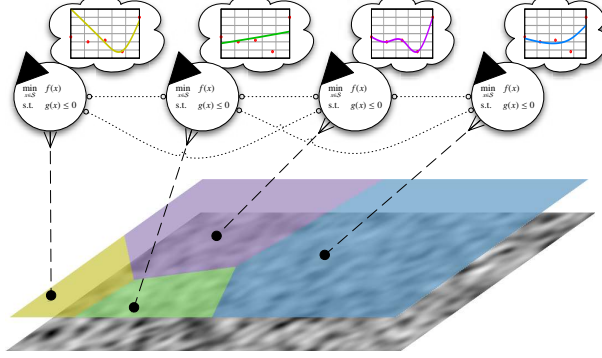 min f(x)
x∈S
s.t. g(x) ≤ 0
min f(x)
x∈S
s.t. g(x) ≤ 0
min f(x)
x∈S
s.t. g(x) ≤ 0
min f(x)
x∈S
s.t. g(x) ≤ 0